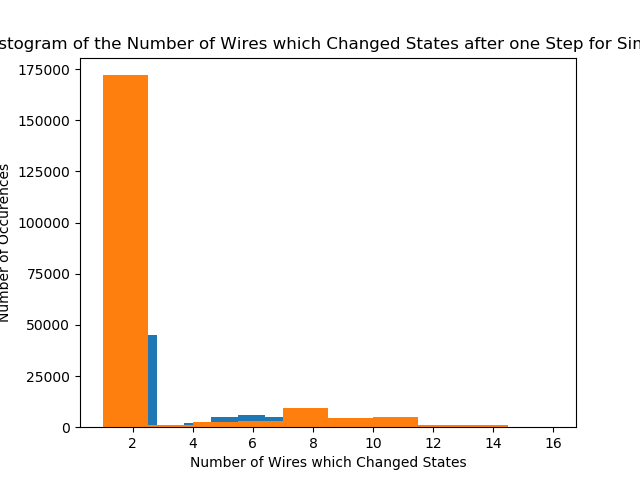 stogram of the Number of Wires which Changed States after one Step for Sin
175000
150000
125000
100000
75000
50000
25000
0
Number of Occurences
2 4 6 8 10 12 14 16
Number of Wires which Changed States